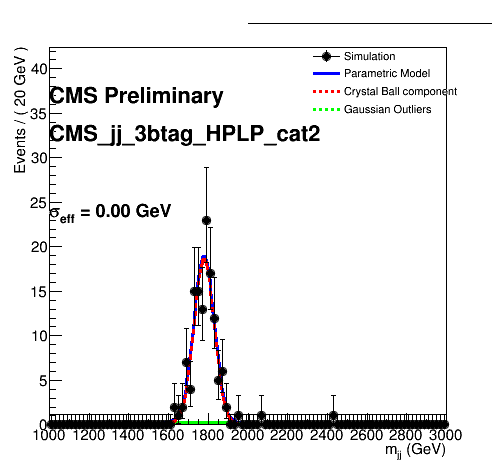 Simulation
Parametric Model
Crystal Ball component
Gaussian Outliers
CMS Preliminary
CMS_jj_3btag_HPLP_cat2
σeff = 0.00 GeV
Events / ( 20 GeV )
40
35
30
25
20
15
10
5
0
1000 1200 1400 1600 1800 2000 2200 2400 2600 2800 3000
mjj (GeV)